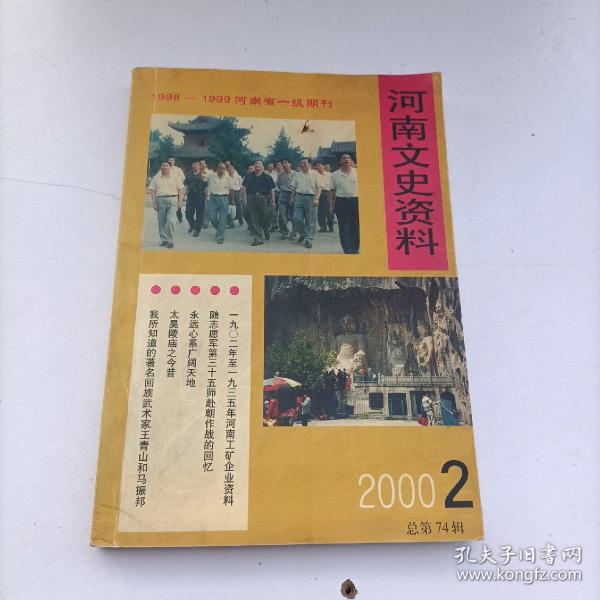 1998 — 1999 河南省一级期刊
河南文史资料
一九〇二年至一九三五年河南工矿企业资料
随志愿军第三十五师赴朝作战的回忆
永远心系广阔天地
太昊陵庙之今昔
我所知道的著名回族武术家王青山和马振邦
2000 2
总第74辑
孔夫子旧书网
www.kongfz.com